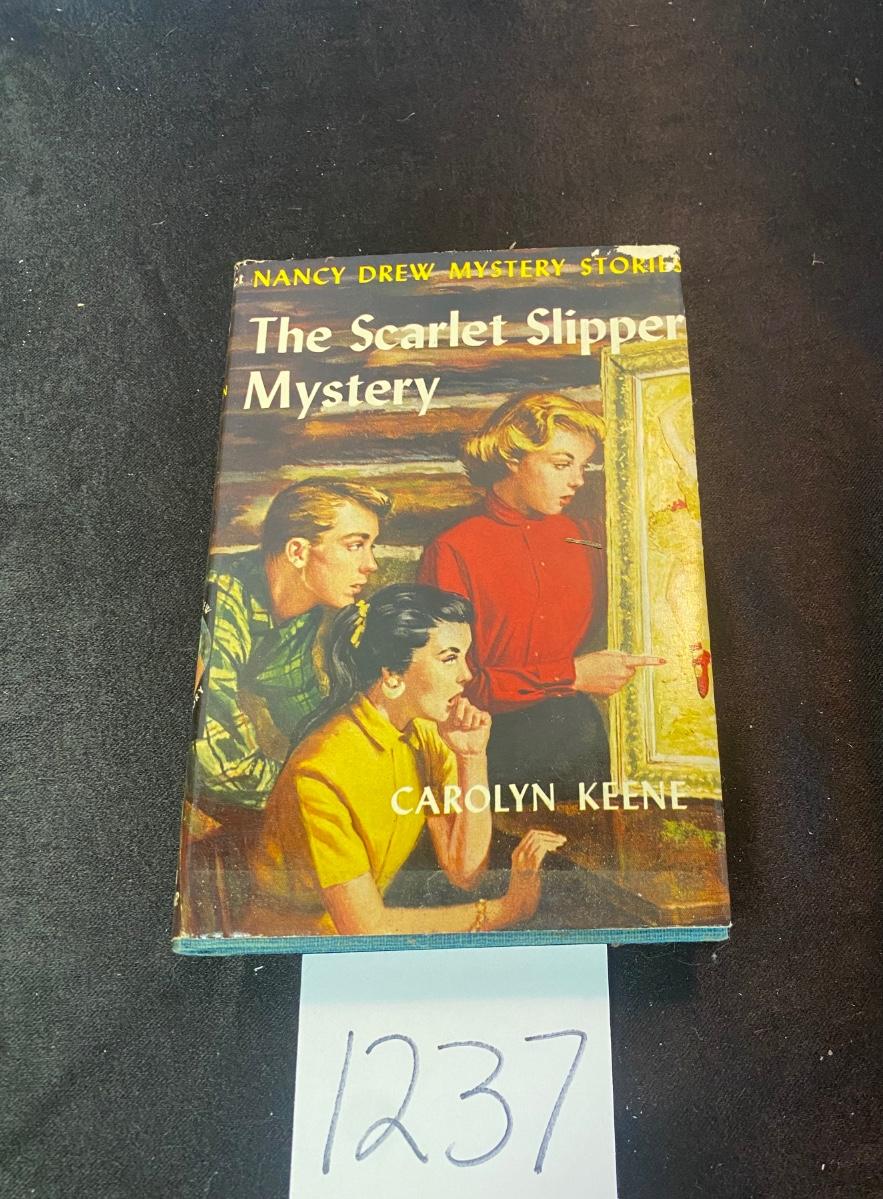 NANCY DREW MYSTERY STORIES
The Scarlet Slipper
Mystery
CAROLYN KEENE
1237